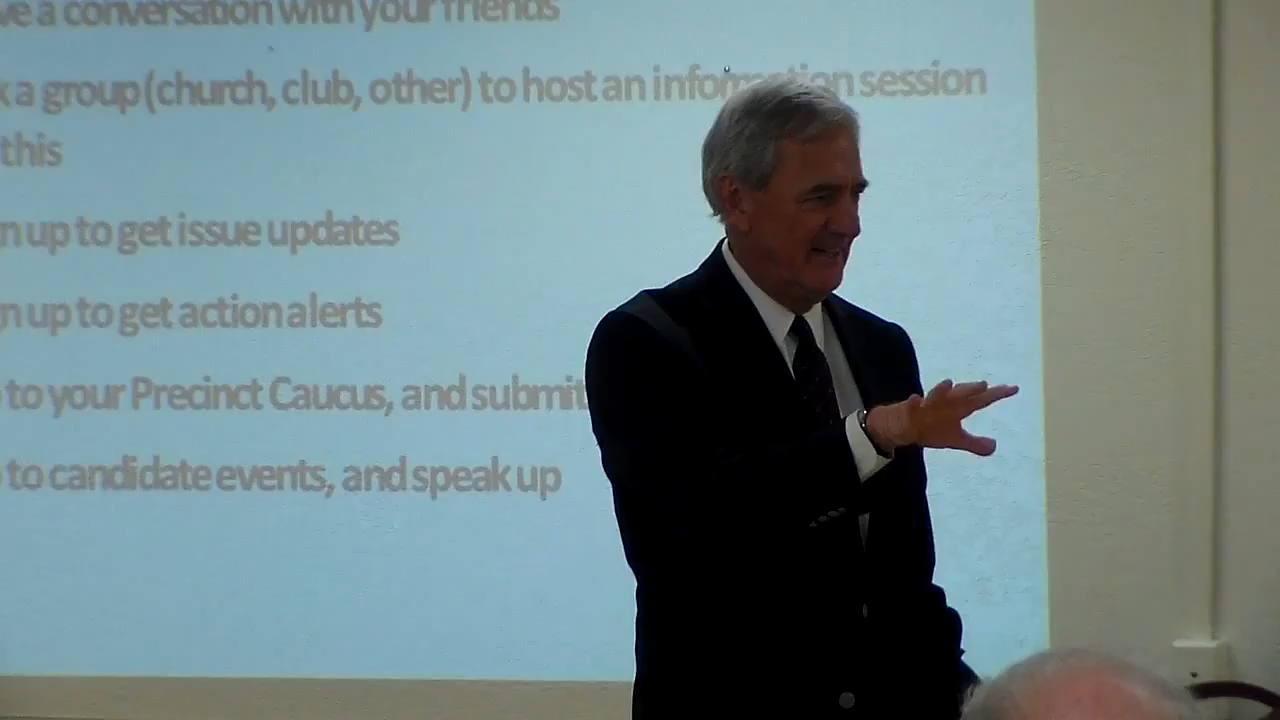 a conversation with your friends
a group (church, club, other) to host an information session
this
up to get issue updates
up to get action alerts
to your Precinct Caucus, and submit
to candidate events, and speak up